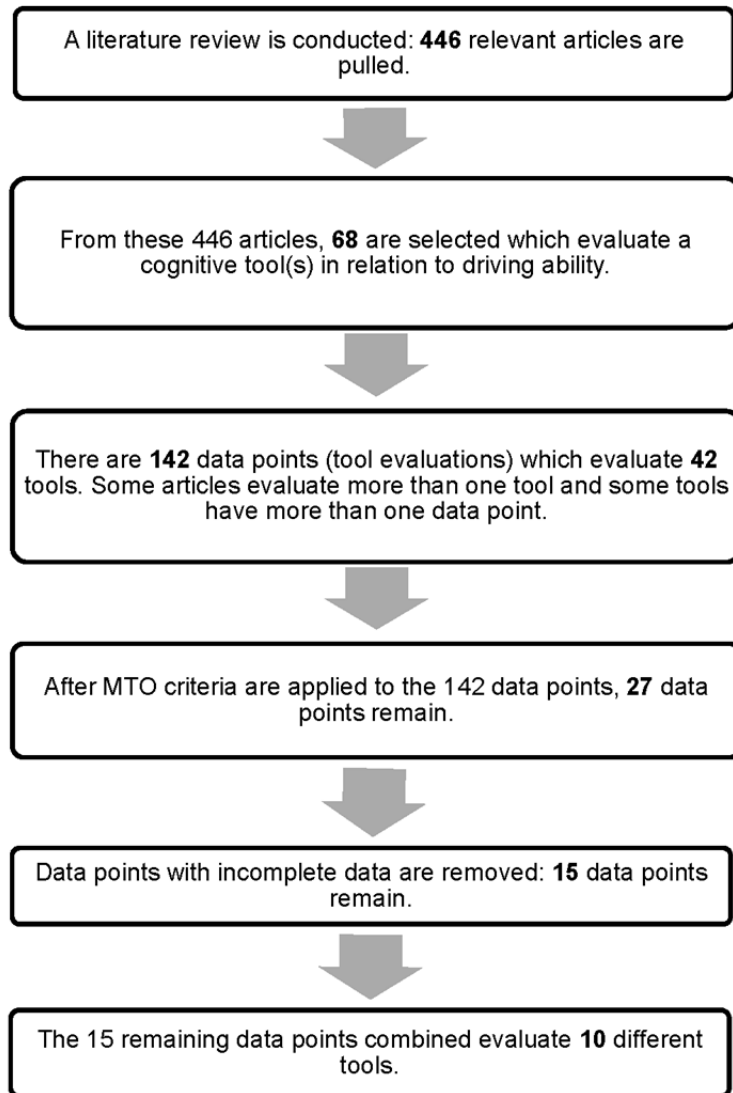 A literature review is conducted: 446 relevant articles are
pulled.
From these 446 articles, 68 are selected which evaluate a
cognitive tool(s) in relation to driving ability.
There are 142 data points (tool evaluations) which evaluate 42
tools. Some articles evaluate more than one tool and some tools
have more than one data point.
After MTO criteria are applied to the 142 data points, 27 data
points remain.
Data points with incomplete data are removed: 15 data points
remain.
The 15 remaining data points combined evaluate 10 different
tools.